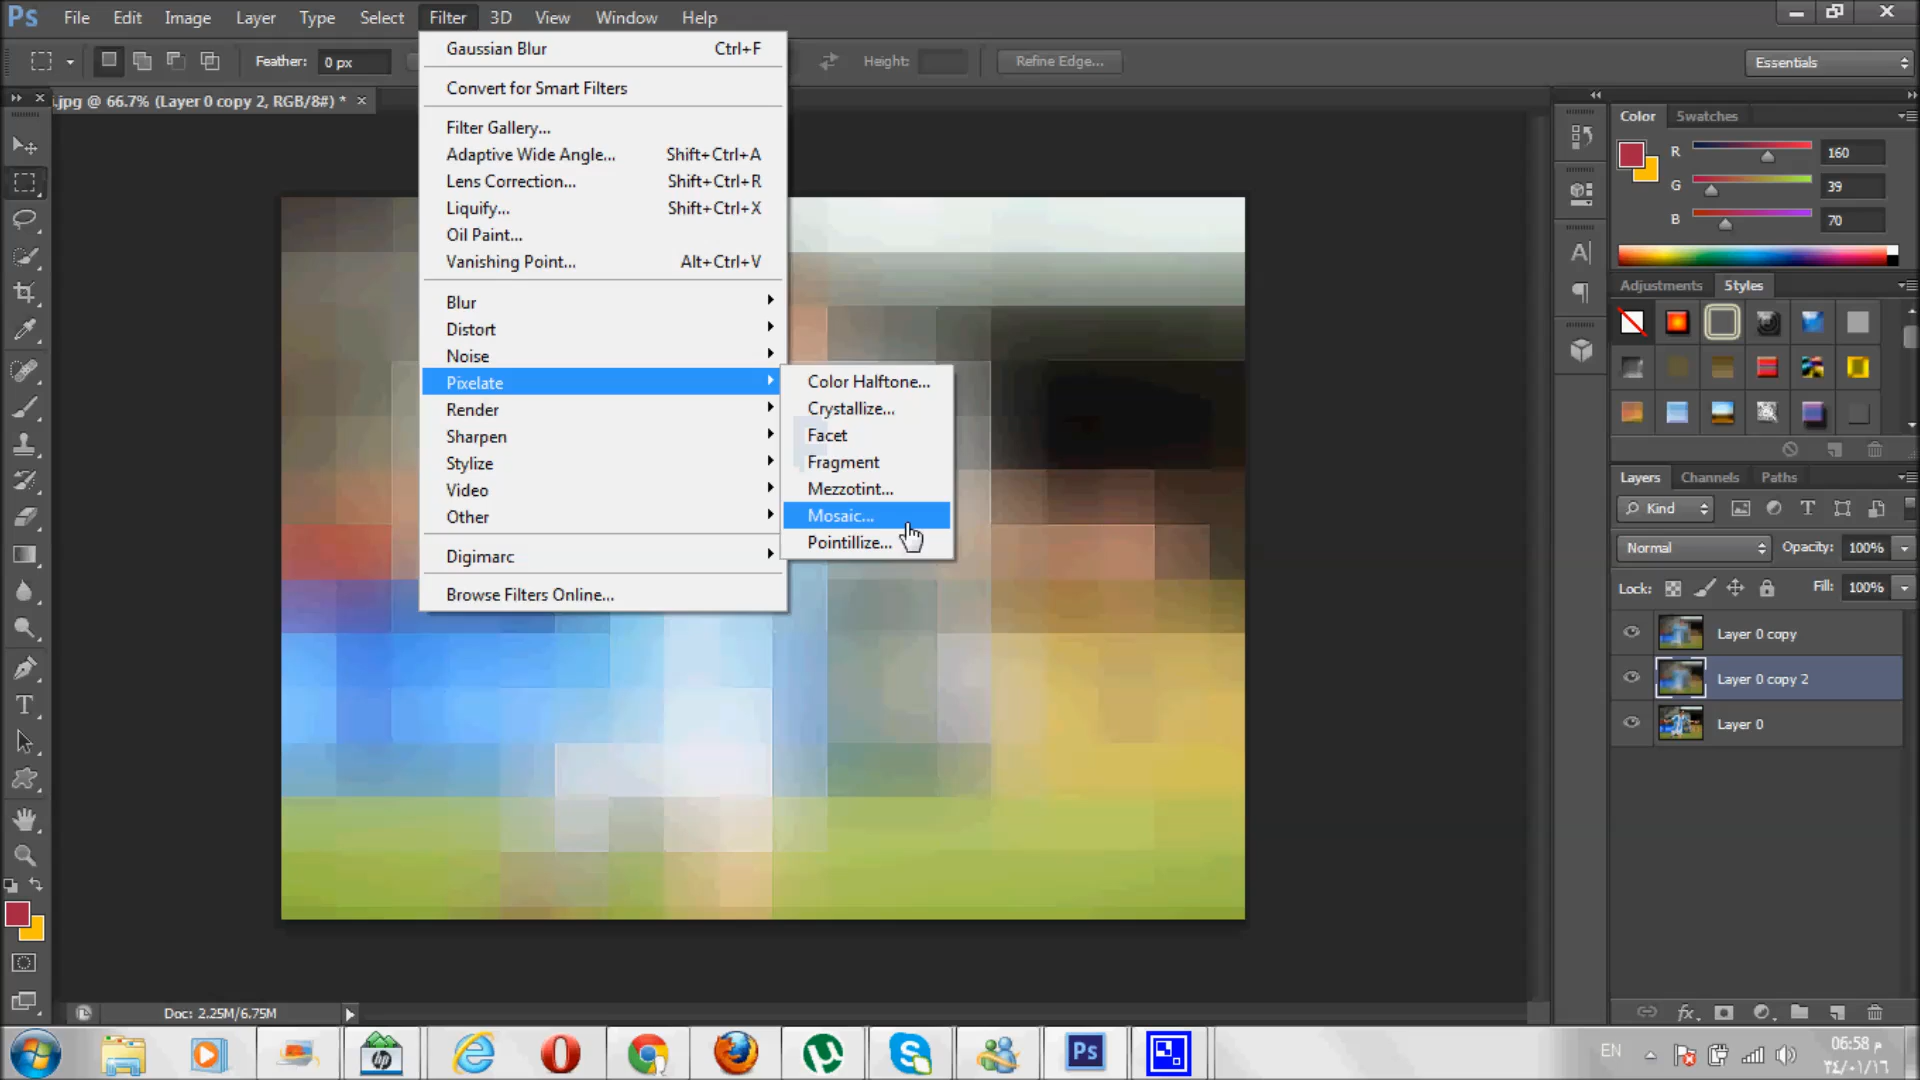 Ps File Edit Image Layer Type Select Filter 3D View Window Help
Feather: 0 px Height: Refine Edge... Essentials
.jpg @ 66.7% (Layer 0 copy 2, RGB/8#) * ×
Gaussian Blur Ctrl+F
Convert for Smart Filters
Filter Gallery...
Adaptive Wide Angle... Shift+Ctrl+A
Lens Correction... Shift+Ctrl+R
Liquify... Shift+Ctrl+X
Oil Paint...
Vanishing Point... Alt+Ctrl+V
Blur
Distort
Noise
Pixelate
Render
Sharpen
Stylize
Video
Other
Digimarc
Browse Filters Online...
Color Halftone...
Crystallize...
Facet
Fragment
Mezzotint...
Mosaic...
Pointillize...
Color Swatches
R 160
G 39
B 70
Adjustments Styles
Layers Channels Paths
Kind
Normal Opacity: 100%
Lock: Fill: 100%
Layer 0 copy
Layer 0 copy 2
Layer 0
Doc: 2.25M/6.75M
EN
06:58 م
٣٤/٠١/١٦